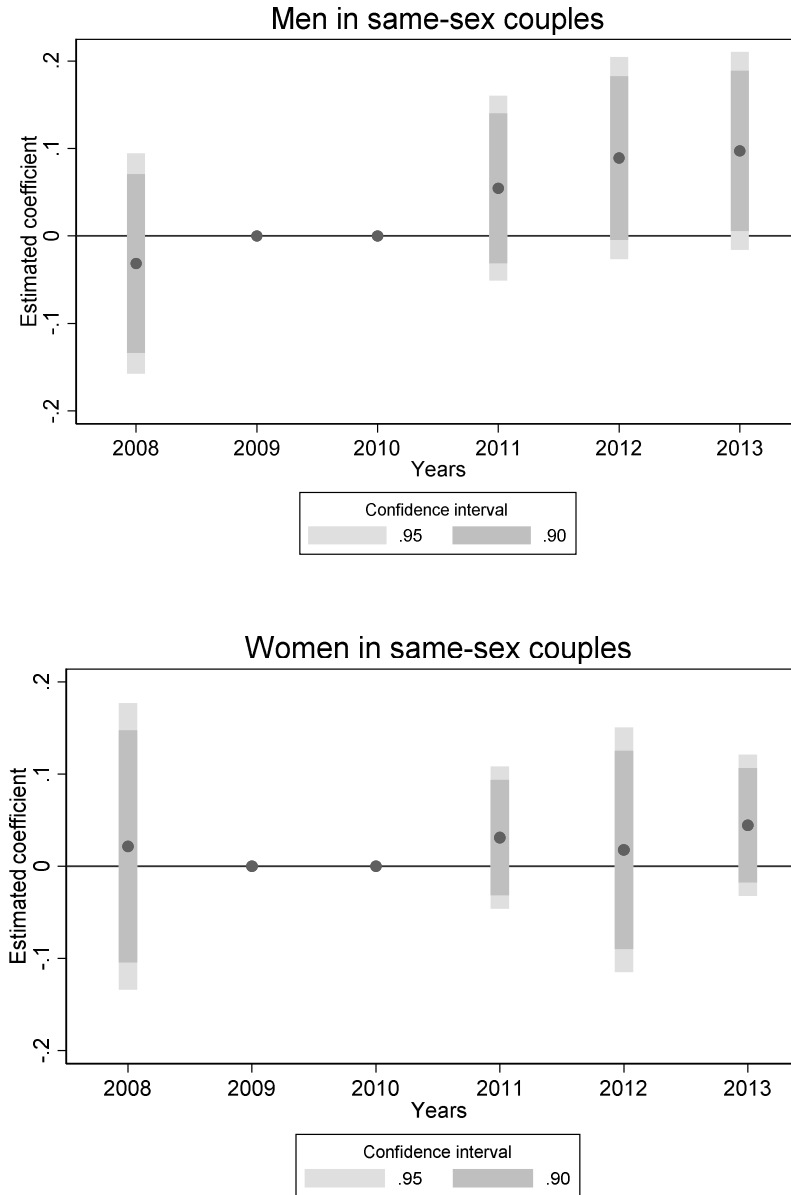 Men in same-sex couples
Estimated coefficient
.2
.1
0
-.1
-.2
2008 2009 2010 2011 2012 2013
Years
Confidence interval
.95 .90
Women in same-sex couples
Estimated coefficient
.2
.1
0
-.1
-.2
2008 2009 2010 2011 2012 2013
Years
Confidence interval
.95 .90